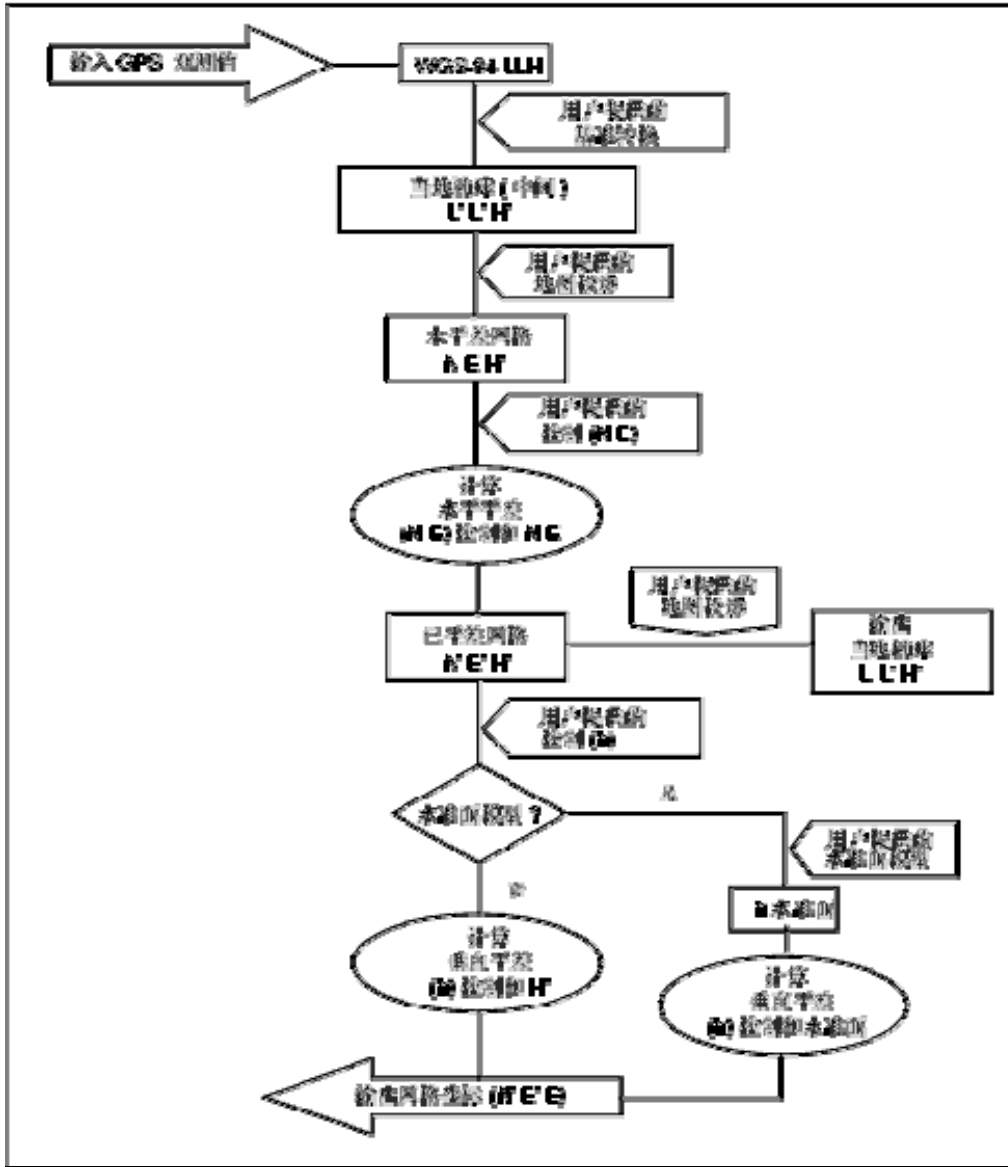 输入 GPS 观测值
WGS-84 LLH
用户提供的
基准转换
当地椭球 (中间)
L' L' H'
用户提供的
地图投影
未平差网格
N E H'
用户提供的
控制 (N E)
计算
水平平差
(N E) 控制和 N E
已平差网格
N' E' H'
用户提供的
地图投影
输出
当地椭球
L L' H'
用户提供的
控制 (e)
水准面模型 ?
是
用户提供的
水准面模型
否
水准面
计算
垂直平差
(e) 控制和 H'
计算
垂直平差
(e) 控制和水准面
输出网格坐标 (N' E' E)